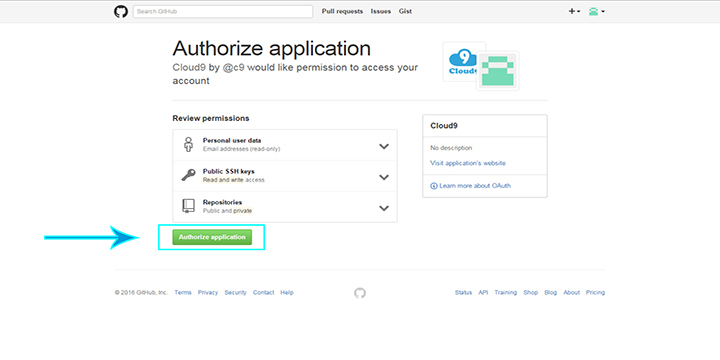 Search GitHub
Pull requests Issues Gist
Authorize application
Cloud9 by @c9 would like permission to access your
account
9
Cloud9
Review permissions
Personal user data
Email addresses (read-only)
Public SSH keys
Read and write access
Repositories
Public and private
Authorize application
Cloud9
No description
Visit application's website
Learn more about OAuth
© 2016 GitHub, Inc. Terms Privacy Security Contact Help
Status API Training Shop Blog About Pricing